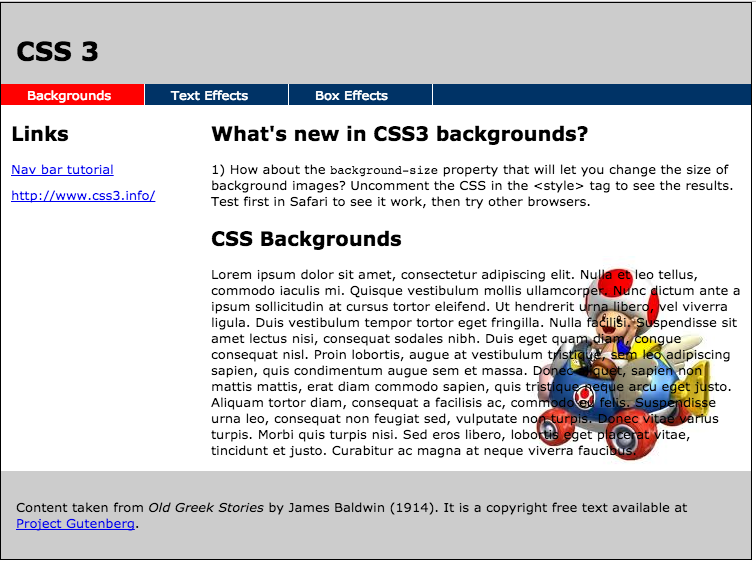 CSS 3
Backgrounds Text Effects Box Effects
Links
Nav bar tutorial
http://www.css3.info/
What's new in CSS3 backgrounds?
1) How about the background-size property that will let you change the size of
background images? Uncomment the CSS in the <style> tag to see the results.
Test first in Safari to see it work, then try other browsers.
CSS Backgrounds
Lorem ipsum dolor sit amet, consectetur adipiscing elit. Nulla et leo tellus,
commodo iaculis mi. Quisque vestibulum mollis ullamcorper. Nunc dictum ante a
ipsum sollicitudin at cursus tortor eleifend. Ut hendrerit urna libero, vel viverra
ligula. Duis vestibulum tempor tortor eget fringilla. Nulla facilisi. Suspendisse sit
amet lectus nisi, consequat sodales nibh. Duis eget quam diam, congue
consequat nisl. Proin lobortis, augue at vestibulum tristique, sem leo adipiscing
sapien, quis condimentum augue sem et massa. Donec aliquet, sapien non
mattis mattis, erat diam commodo sapien, quis tristique neque arcu eget justo.
Aliquam tortor diam, consequat a facilisis ac, commodo eu felis. Suspendisse
urna leo, consequat non feugiat sed, vulputate non turpis. Donec vitae varius
turpis. Morbi quis turpis nisi. Sed eros libero, lobortis eget placerat vitae,
tincidunt et justo. Curabitur ac magna at neque viverra faucibus.
Content taken from Old Greek Stories by James Baldwin (1914). It is a copyright free text available at
Project Gutenberg.